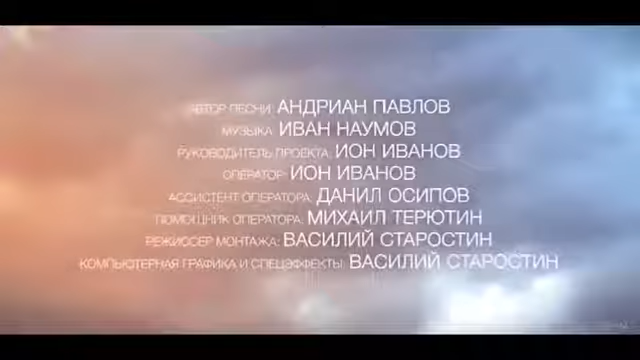 АВТОР ПЕСНИ: АНДРИАН ПАВЛОВ
МУЗЫКА: ИВАН НАУМОВ
РУКОВОДИТЕЛЬ ПРОЕКТА: ИОН ИВАНОВ
ОПЕРАТОР: ИОН ИВАНОВ
АССИСТЕНТ ОПЕРАТОРА: ДАНИЛ ОСИПОВ
ПОМОШНИК ОПЕРАТОРА: МИХАИЛ ТЕРЮТИН
РЕЖИССЕР МОНТАЖА: ВАСИЛИЙ СТАРОСТИН
КОМПЬЮТЕРНАЯ ГРАФИКА И СПЕЦЭФФЕКТЫ: ВАСИЛИЙ СТАРОСТИН